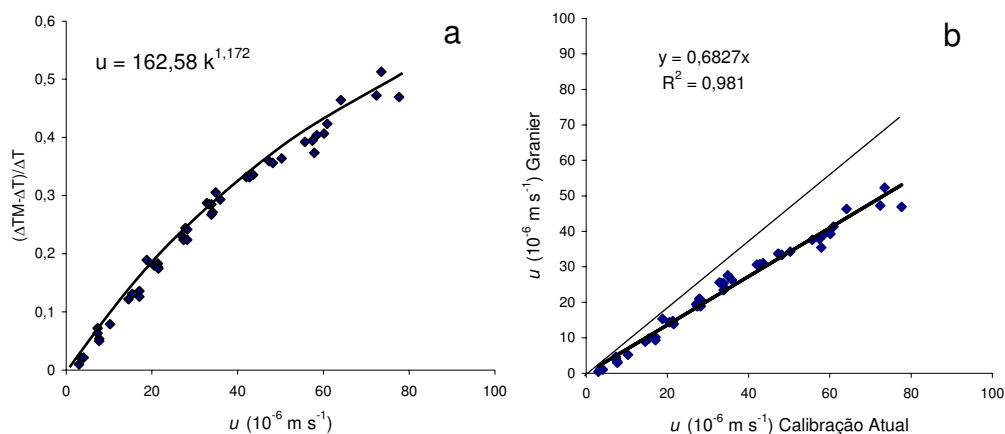 a
u = 162,58 k^1,172
(ΔTM-ΔT)/ΔT
0,6
0,5
0,4
0,3
0,2
0,1
0
0 20 40 60 80 100
u (10^-6 m s^-1)
b
y = 0,6827x
R^2 = 0,981
u (10^-6 m s^-1) Granier
100
90
80
70
60
50
40
30
20
10
0
0 20 40 60 80 100
u (10^-6 m s^-1) Calibração Atual